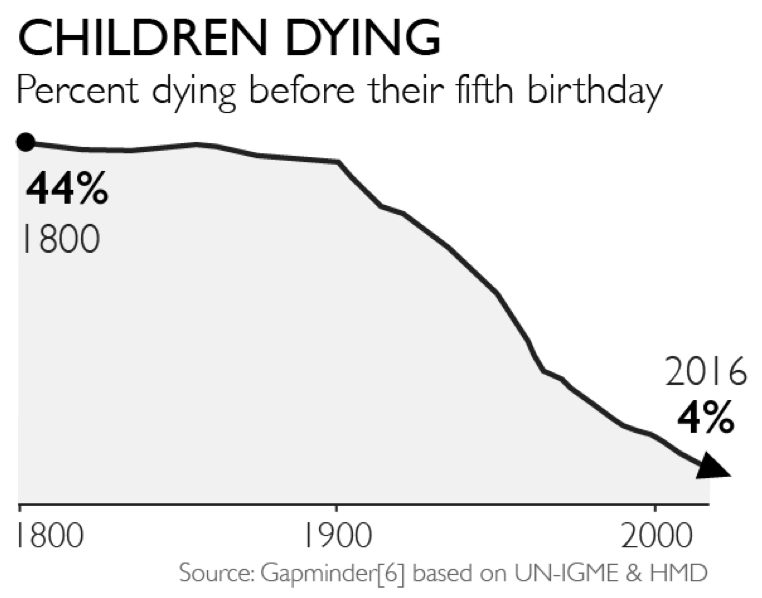 CHILDREN DYING
Percent dying before their fifth birthday
44%
1800
2016
4%
1800 1900 2000
Source: Gapminder[6] based on UN-IGME & HMD